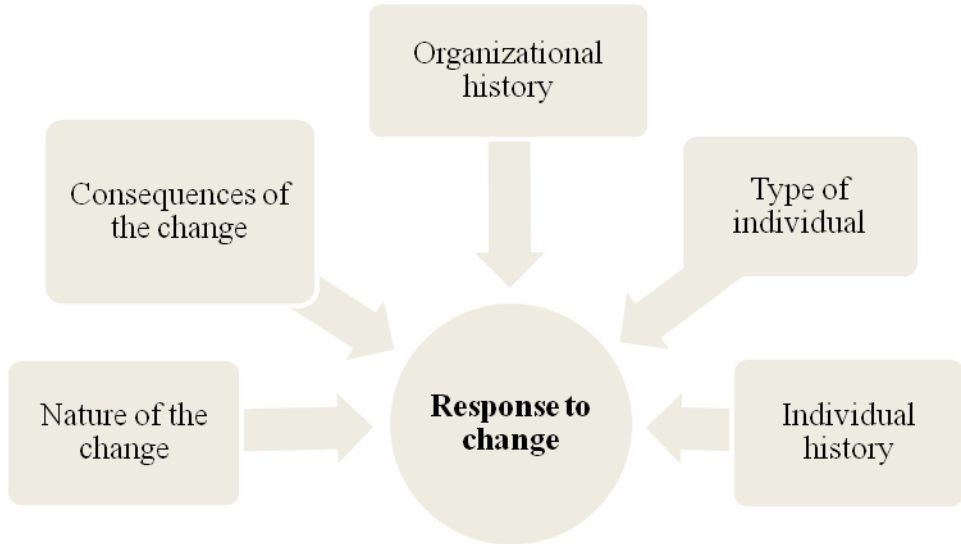 Organizational
history
Consequences of
the change
Type of
individual
Nature of the
change
Response to
change
Individual
history